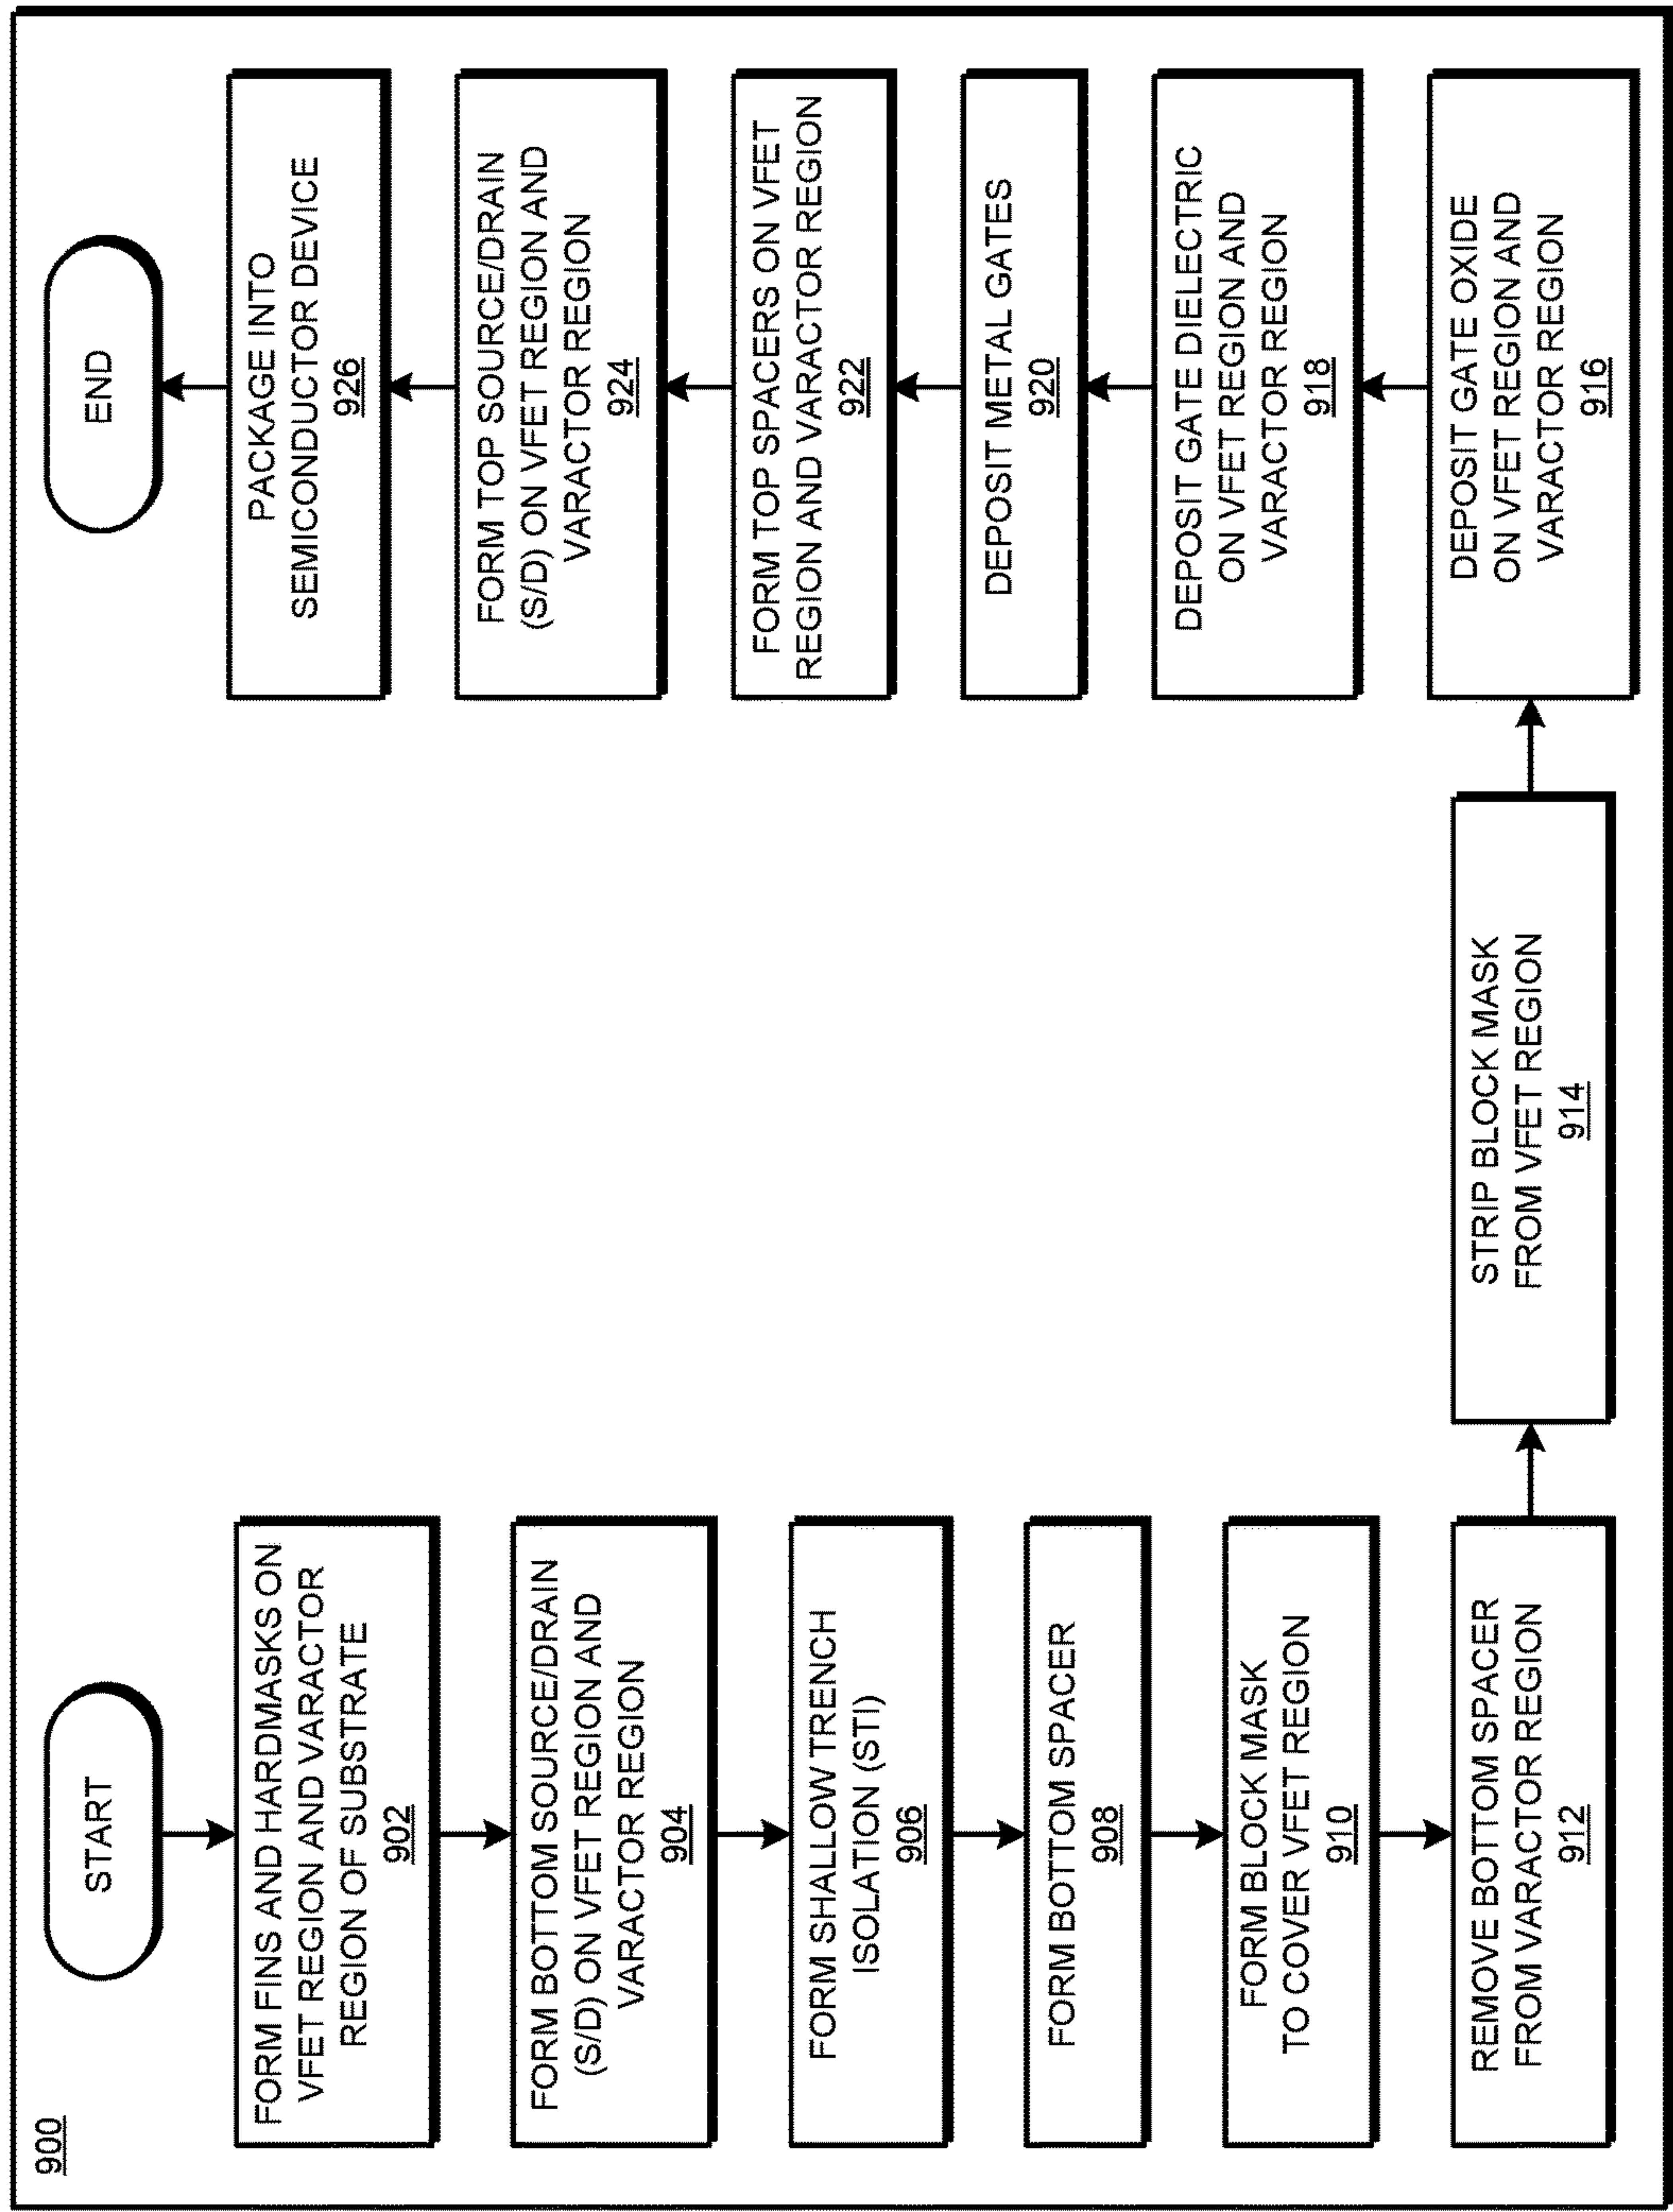 900
START
FORM FINS AND HARDMASKS ON
VFET REGION AND VARACTOR
REGION OF SUBSTRATE
902
FORM BOTTOM SOURCE/DRAIN
(S/D) ON VFET REGION AND
VARACTOR REGION
904
FORM SHALLOW TRENCH
ISOLATION (STI)
906
FORM BOTTOM SPACER
908
FORM BLOCK MASK
TO COVER VFET REGION
910
REMOVE BOTTOM SPACER
FROM VARACTOR REGION
912
STRIP BLOCK MASK
FROM VFET REGION
914
DEPOSIT GATE OXIDE
ON VFET REGION AND
VARACTOR REGION
916
DEPOSIT GATE DIELECTRIC
ON VFET REGION AND
VARACTOR REGION
918
DEPOSIT METAL GATES
920
FORM TOP SPACERS ON VFET
REGION AND VARACTOR REGION
922
FORM TOP SOURCE/DRAIN
(S/D) ON VFET REGION AND
VARACTOR REGION
924
PACKAGE INTO
SEMICONDUCTOR DEVICE
926
END